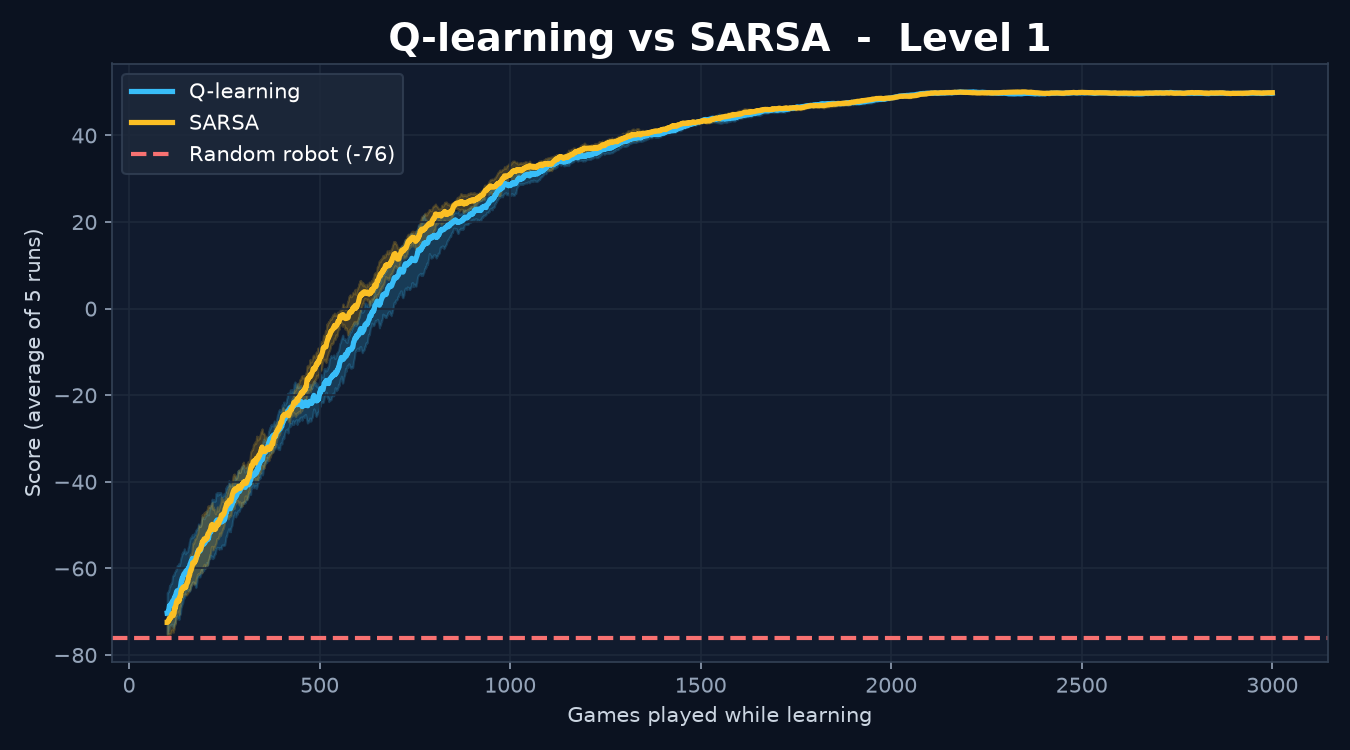 Q-learning vs SARSA - Level 1
Q-learning
SARSA
Random robot (-76)
Score (average of 5 runs)
40
20
0
−20
−40
−60
−80
0 500 1000 1500 2000 2500 3000
Games played while learning